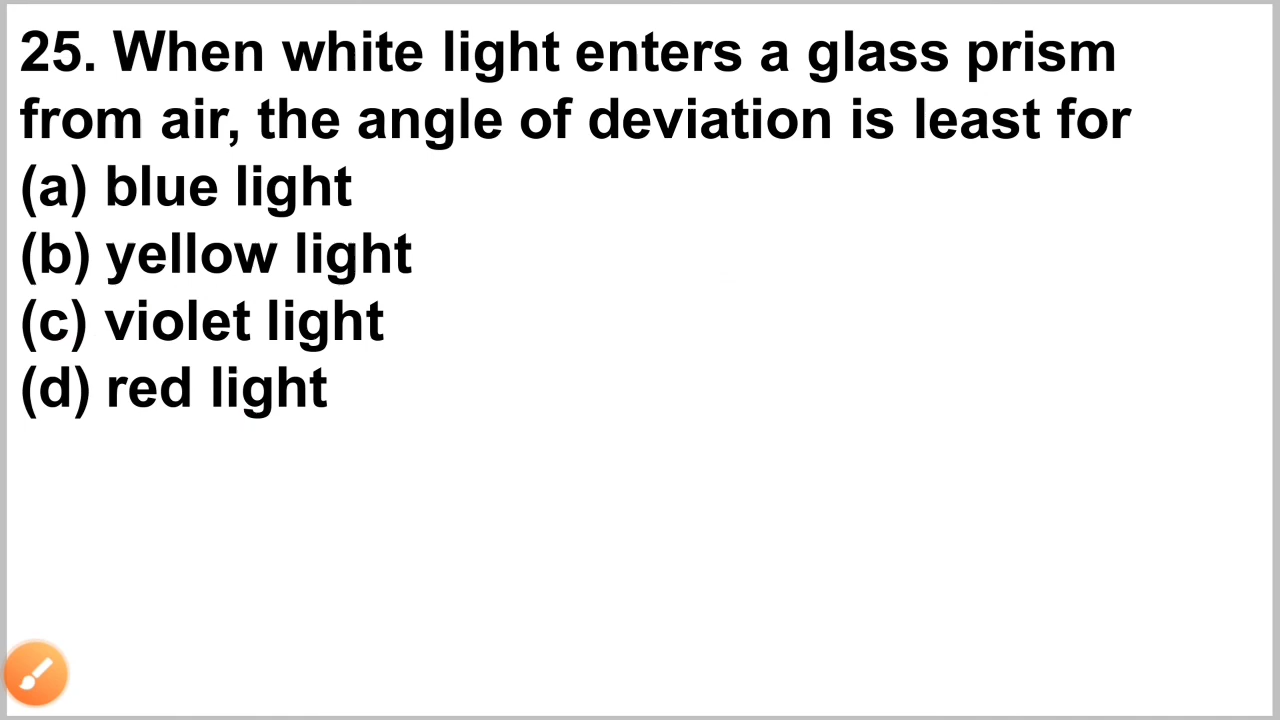 25. When white light enters a glass prism
from air, the angle of deviation is least for
(a) blue light
(b) yellow light
(c) violet light
(d) red light